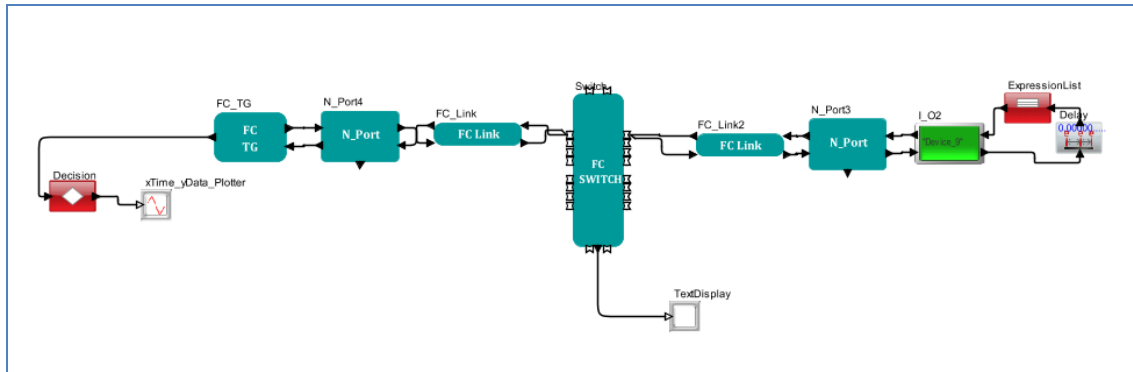 FC_TG
FC
TG
N_Port4
N_Port
FC_Link
FC Link
Switch
FC
SWITCH
FC_Link2
FC Link
N_Port3
N_Port
I_O2
"Device_9"
ExpressionList
Delay
Decision
xTime_yData_Plotter
TextDisplay